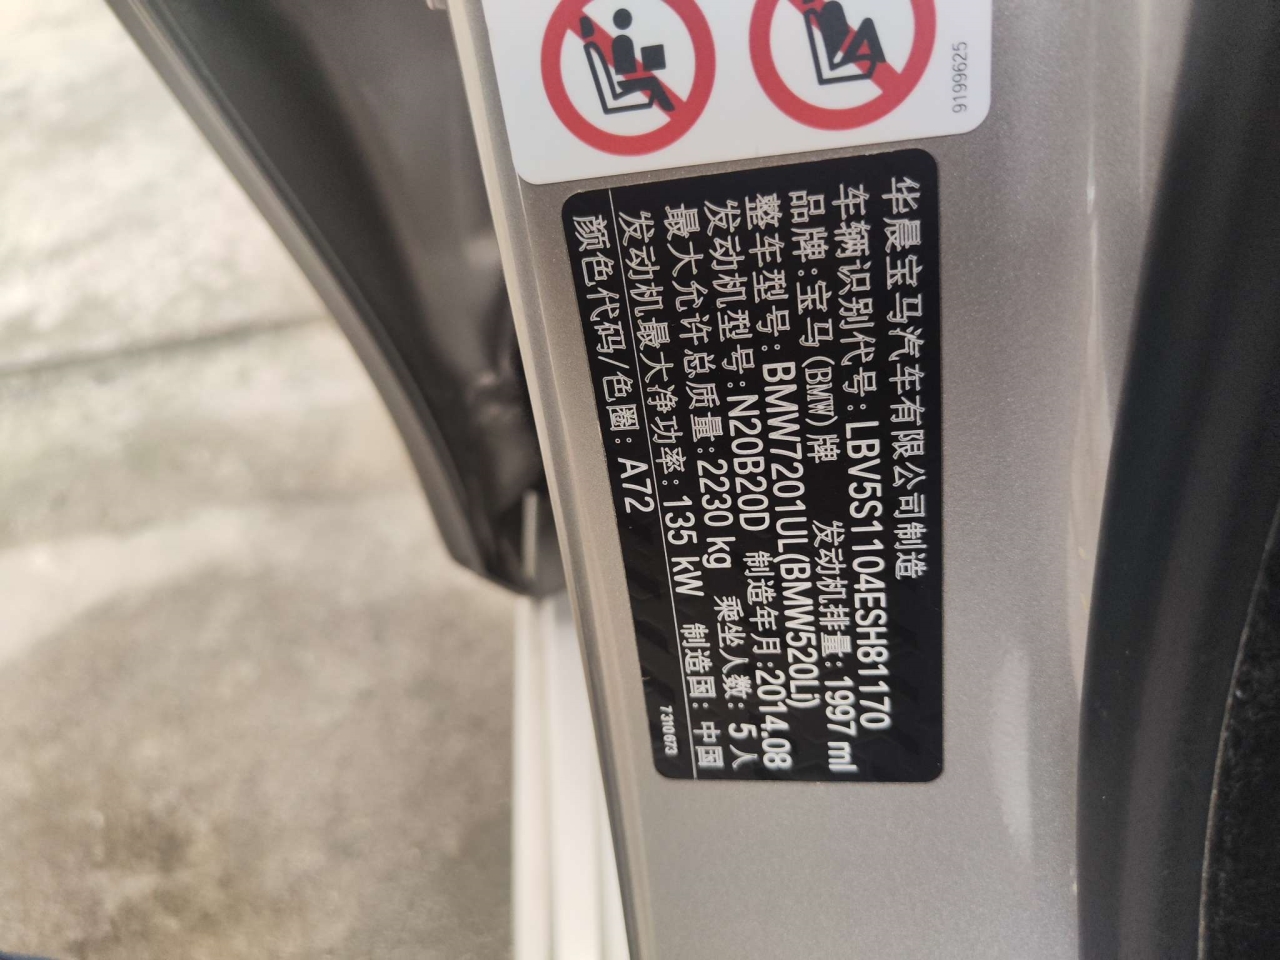 9199625
华晨宝马汽车有限公司制造
车辆识别代号:LBV5S1104ESH81170
品牌:宝马(BMW)牌 发动机排量:1997 ml
整车型号:BMW7201UL(BMW520Li)
发动机型号:N20B20D 制造年月:2014.08
最大允许总质量:2230 kg 乘坐人数:5人
发动机最大净功率:135 kW 制造国:中国
颜色代码/色圈:A72 7310673